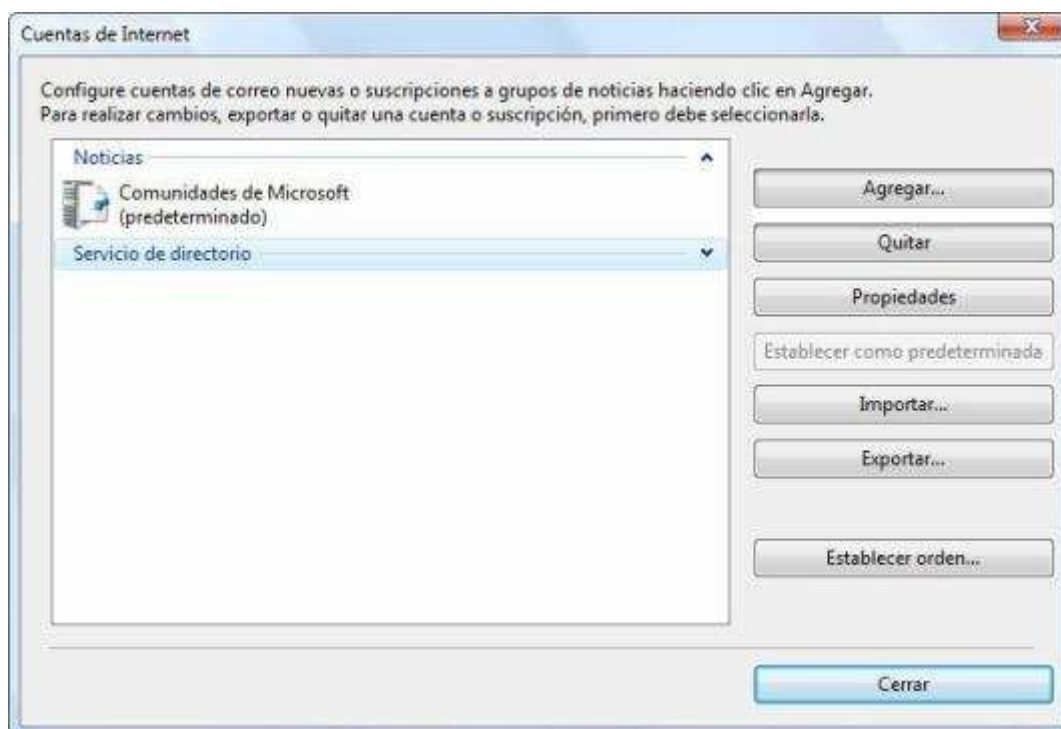 Cuentas de Internet
Configure cuentas de correo nuevas o suscripciones a grupos de noticias haciendo clic en Agregar.
Para realizar cambios, exportar o quitar una cuenta o suscripción, primero debe seleccionarla.
Noticias
Comunidades de Microsoft
(predeterminado)
Servicio de directorio
Agregar...
Quitar
Propiedades
Establecer como predeterminada
Importar...
Exportar...
Establecer orden...
Cerrar